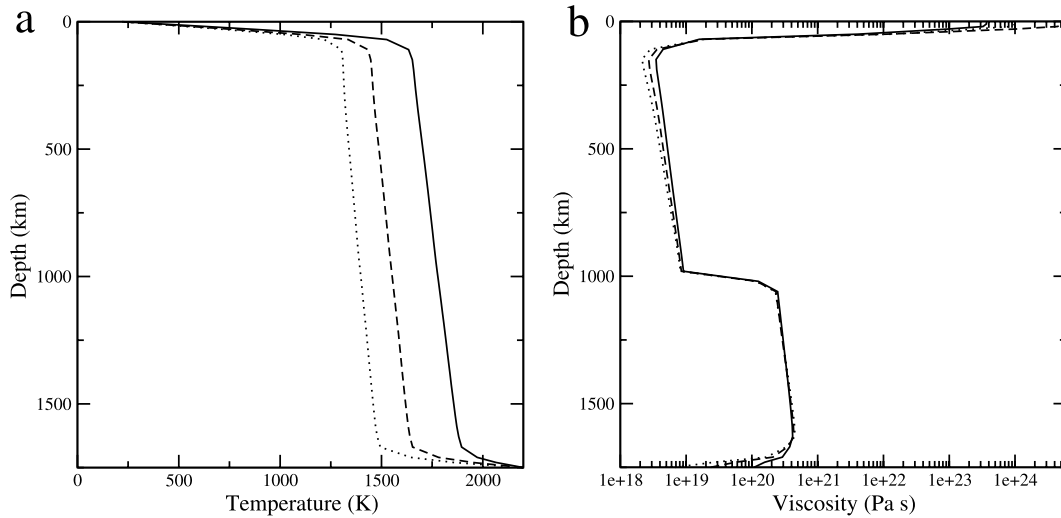 a
0
500
1000
1500
Depth (km)
0 500 1000 1500 2000
Temperature (K)
b
0
500
1000
1500
Depth (km)
1e+18 1e+19 1e+20 1e+21 1e+22 1e+23 1e+24
Viscosity (Pa s)